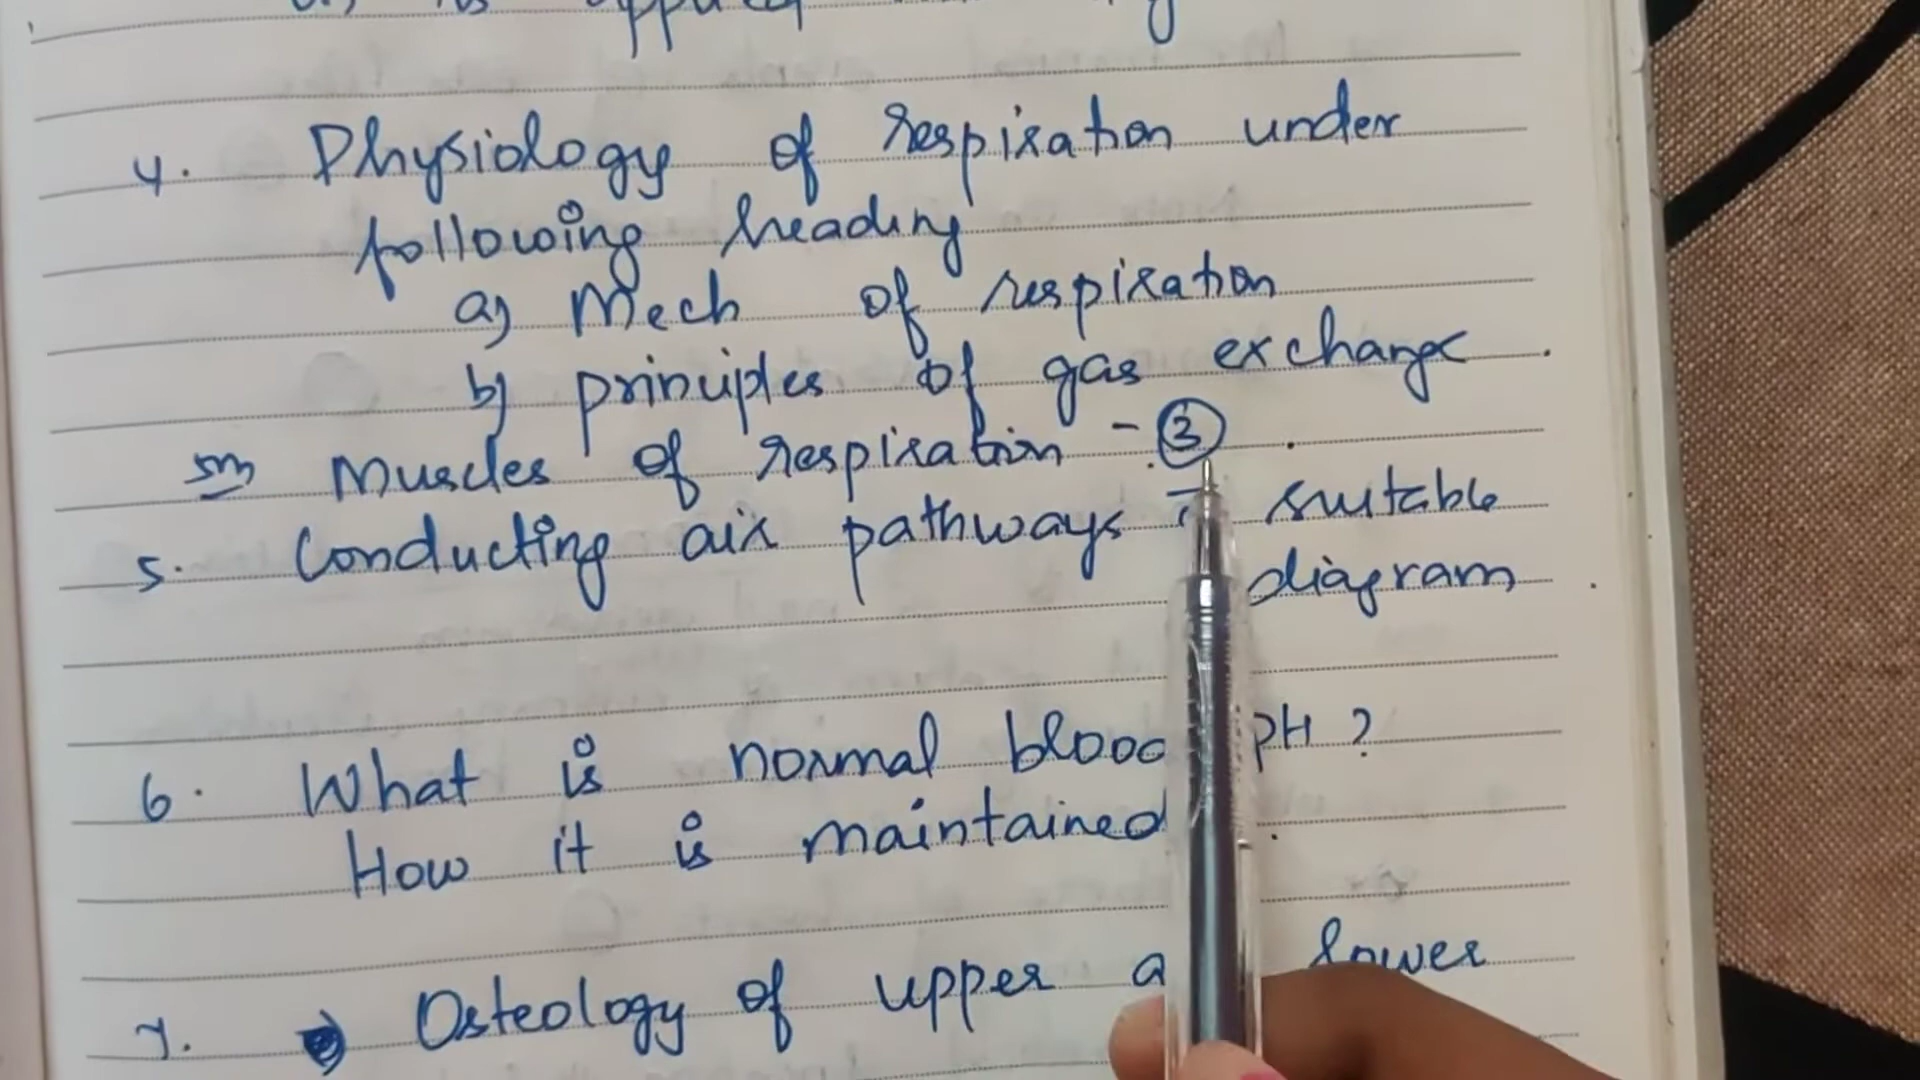 4. Physiology of respiration under
following heading
a) Mech of respiration
b) principles of gas exchange.
5m Muscles of respiration - 3.
5. Conducting air pathways suitable
diagram.
6. What is normal blood pH?
How it is maintained
7. Osteology of upper lower